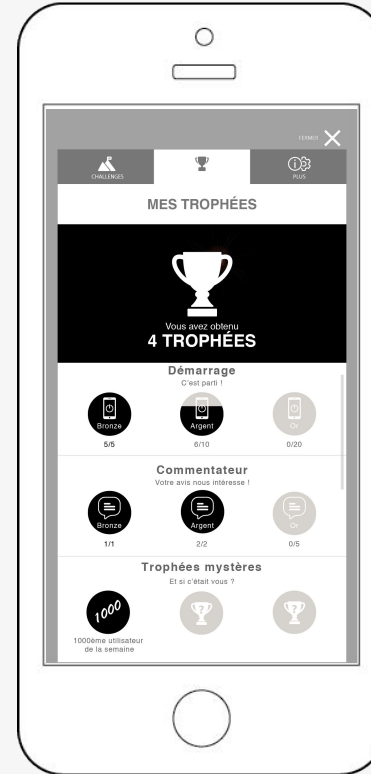 FERMER
CHALLENGES
PLUS
MES TROPHÉES
Vous avez obtenu
4 TROPHÉES
Démarrage
C'est parti !
Bronze
Argent
Or
5/5
6/10
0/20
Commentateur
Votre avis nous intéresse !
Bronze
Argent
Or
1/1
2/2
0/5
Trophées mystères
Et si c'était vous ?
1000
? ?
1000ème utilisateur
de la semaine